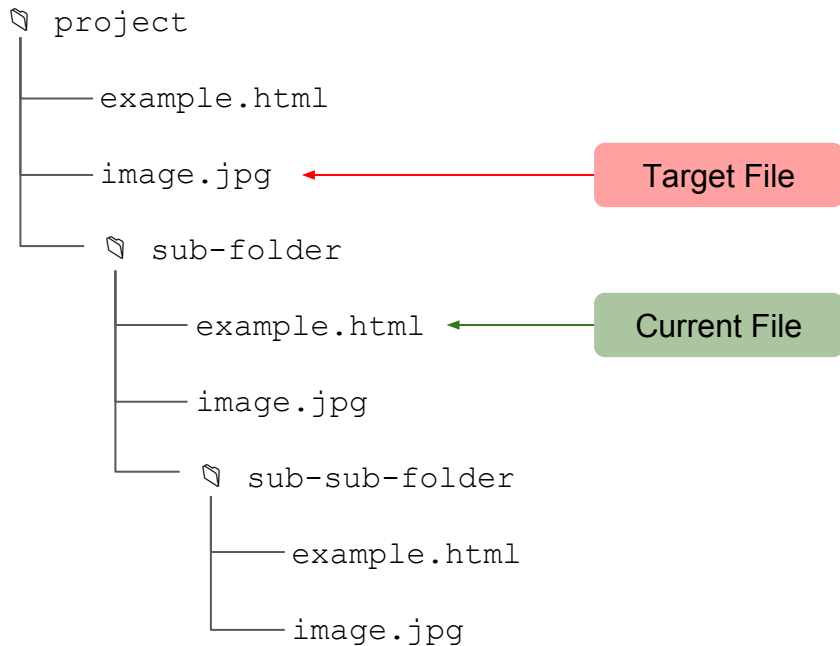 project
example.html
image.jpg
Target File
sub-folder
example.html
Current File
image.jpg
sub-sub-folder
example.html
image.jpg